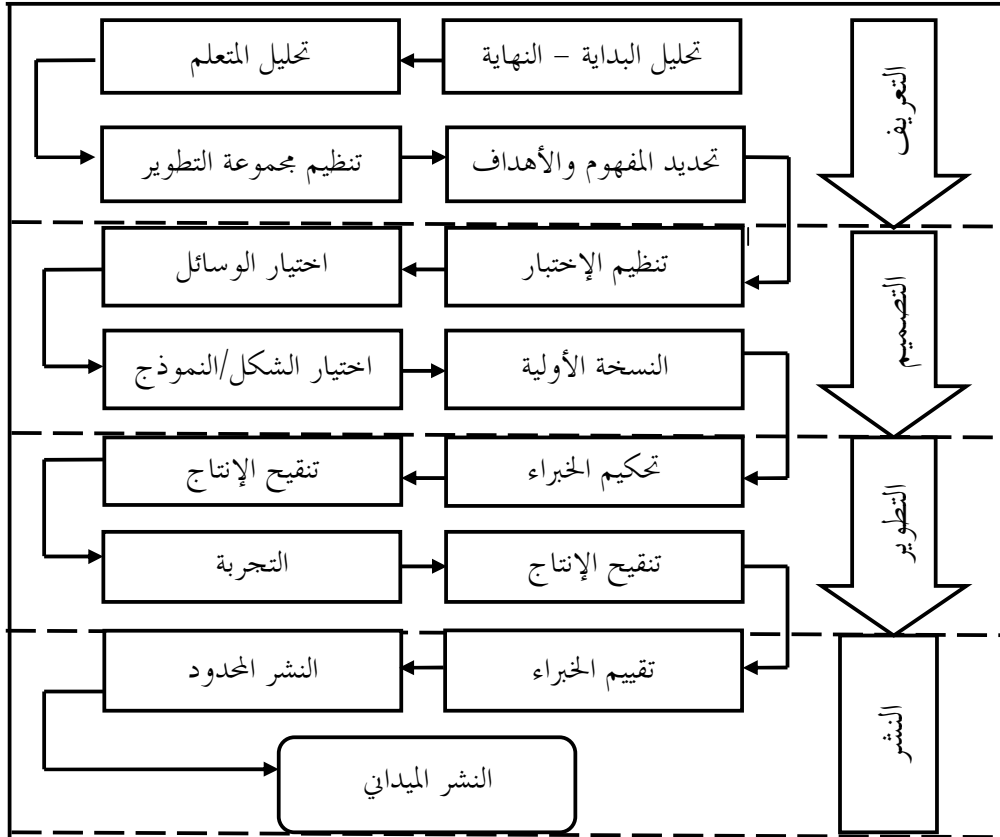 تحليل البداية – النهاية
تحليل المتعلم
التعريف
تحديد المفهوم والأهداف
تنظيم مجموعة التطوير
تنظيم الإختبار
اختيار الوسائل
التصميم
النسخة الأولية
اختيار الشكل/النموذج
تحكيم الخبراء
تنقيح الإنتاج
التطوير
تنقيح الإنتاج
التجربة
تقييم الخبراء
النشر المحدود
النشر
النشر الميداني